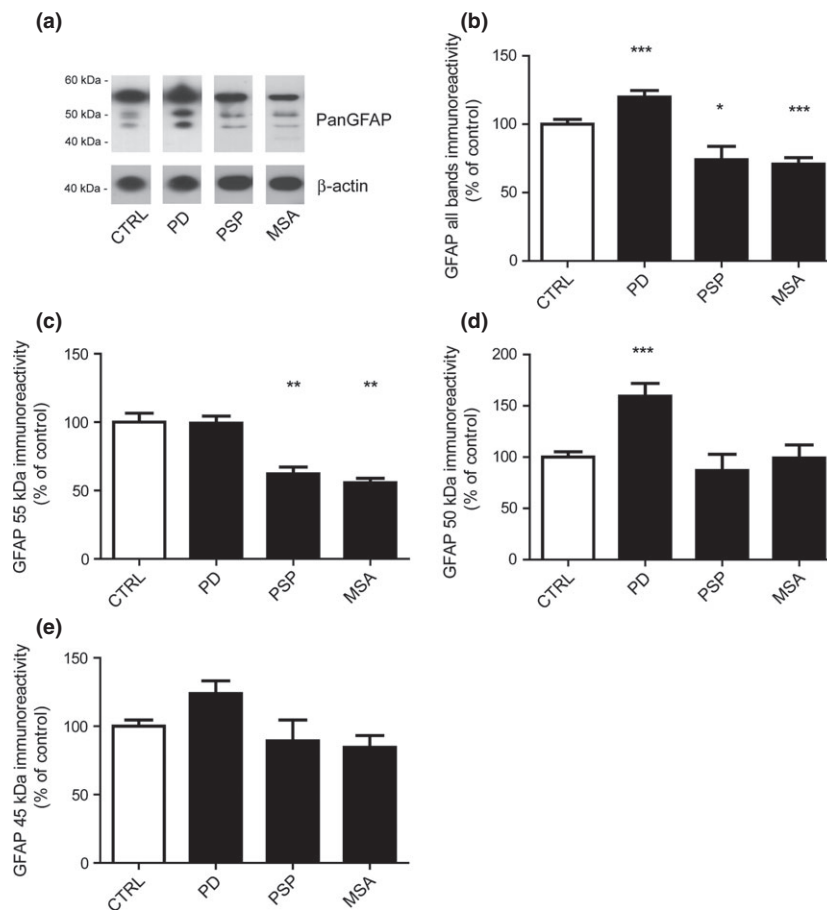 (a)
60 kDa -
50 kDa -
40 kDa -
PanGFAP
40 kDa -
β-actin
CTRL PD PSP MSA
(b)
GFAP all bands immunoreactivity
(% of control)
150
100
50
0
*** * ***
CTRL PD PSP MSA
(c)
GFAP 55 kDa immunoreactivity
(% of control)
150
100
50
0
** **
CTRL PD PSP MSA
(d)
GFAP 50 kDa immunoreactivity
(% of control)
200
150
100
50
0
***
CTRL PD PSP MSA
(e)
GFAP 45 kDa immunoreactivity
(% of control)
150
100
50
0
CTRL PD PSP MSA